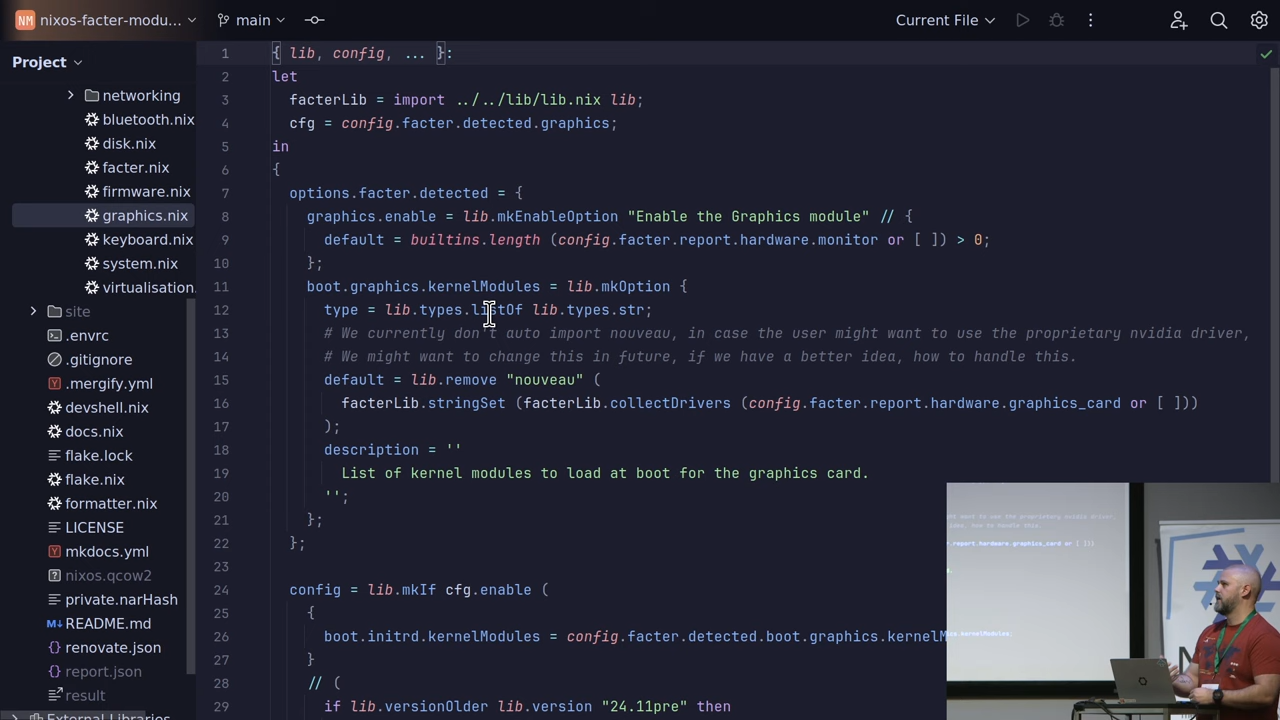 NM nixos-factor-modu...
main
Current File
Project
networking
bluetooth.nix
disk.nix
facter.nix
firmware.nix
graphics.nix
keyboard.nix
system.nix
virtualisation.
site
.envrc
.gitignore
.mergify.yml
devshell.nix
docs.nix
flake.lock
flake.nix
formatter.nix
LICENSE
mkdocs.yml
nixos.qcow2
private.narHash
README.md
renovate.json
report.json
result
External Libraries
1 { lib, config, ... }:
2 let
3 facterLib = import ../../lib/lib.nix lib;
4 cfg = config.facter.detected.graphics;
5 in
6 {
7 options.facter.detected = {
8 graphics.enable = lib.mkEnableOption "Enable the Graphics module" // {
9 default = builtins.length (config.facter.report.hardware.monitor or [ ]) > 0;
10 };
11 boot.graphics.kernelModules = lib.mkOption {
12 type = lib.types.listOf lib.types.str;
13 # We currently don't auto import nouveau, in case the user might want to use the proprietary nvidia driver,
14 # We might want to change this in future, if we have a better idea, how to handle this.
15 default = lib.remove "nouveau" (
16 facterLib.stringSet (facterLib.collectDrivers (config.facter.report.hardware.graphics_card or [ ]))
17 );
18 description = ''
19 List of kernel modules to load at boot for the graphics card.
20 '';
21 };
22 };
23
24 config = lib.mkIf cfg.enable (
25 {
26 boot.initrd.kernelModules = config.facter.detected.boot.graphics.kernelM
27 }
28 // (
29 if lib.versionOlder lib.version "24.11pre" then